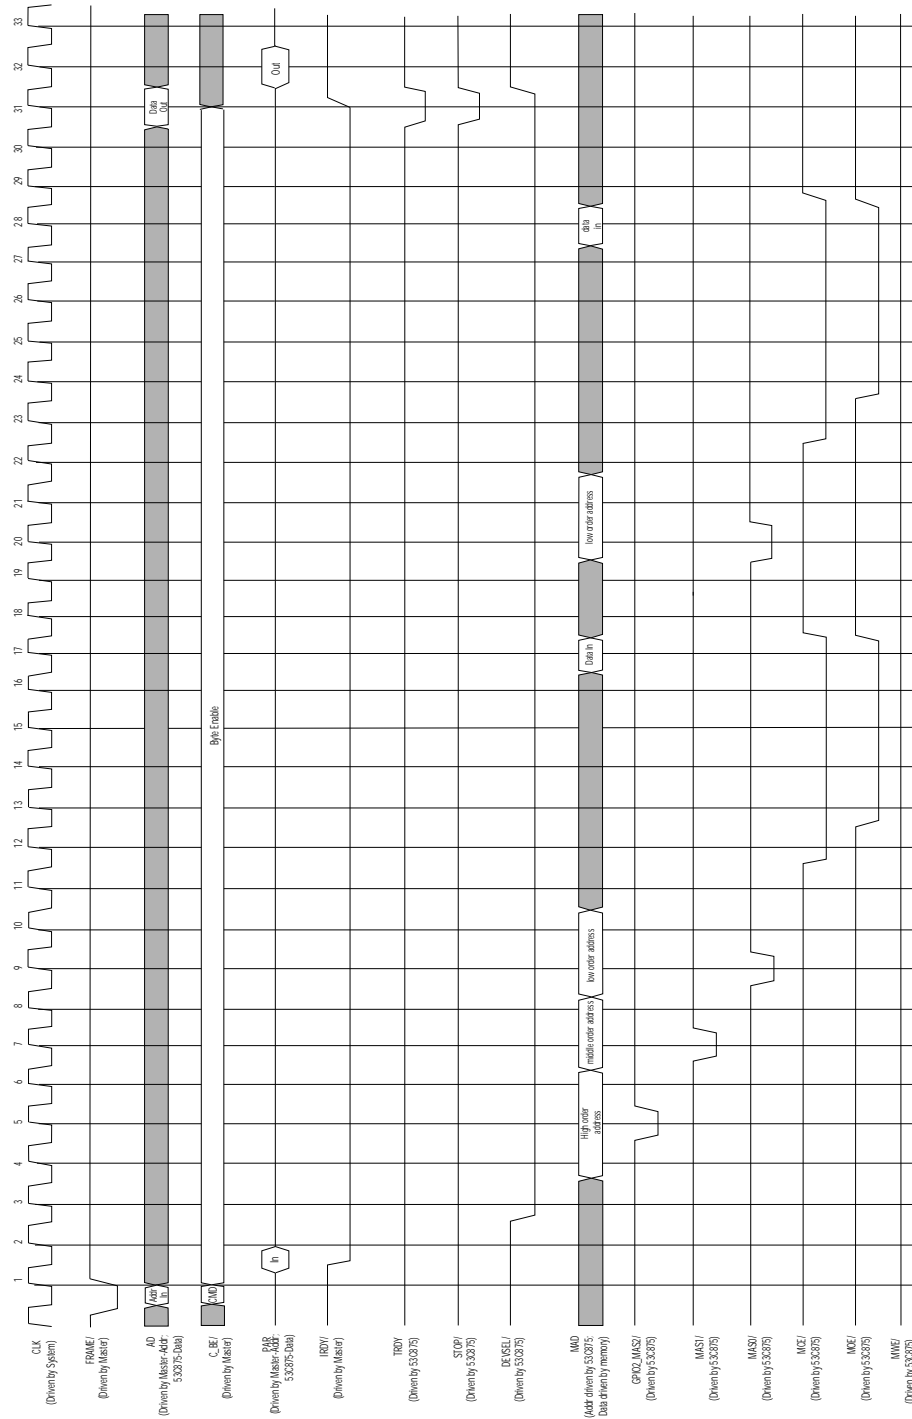 CLK
(Driven by System)
FRAME/
(Driven by Master)
AD
(Driven by Master-Addr:
53C875-Data)
C_BE/
(Driven by Master)
PAR
(Driven by Master-Addr:
53C875-Data)
IRDY/
(Driven by Master)
TRDY
(Driven by 53C875)
STOP/
(Driven by 53C875)
DEVSEL/
(Driven by 53C875)
MAD
(Addr driven by 53C875:
Data driven by memory)
GPIO2_MAS2/
(Driven by 53C875)
MAS1/
(Driven by 53C875)
MAS0/
(Driven by 53C875)
MCE/
(Driven by 53C875)
MOE/
(Driven by 53C875)
MWE/
(Driven by 53C875)
1
2
3
4
5
6
7
8
9
10
11
12
13
14
15
16
17
18
19
20
21
22
23
24
25
26
27
28
29
30
31
32
33
Addr
In
Data
Out
CMD
Byte Enable
In
Out
High order
address
middle order address
low order address
Data In
low order address
data
in